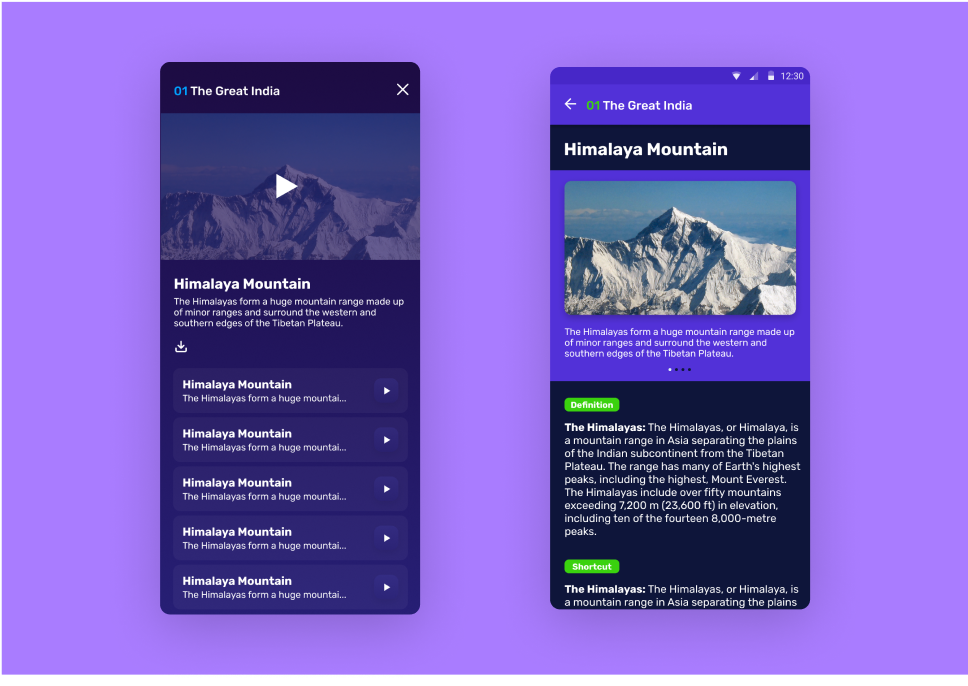 01 The Great India
Himalaya Mountain
The Himalayas form a huge mountain range made up
of minor ranges and surround the western and
southern edges of the Tibetan Plateau.
Himalaya Mountain
The Himalayas form a huge mountai...
Himalaya Mountain
The Himalayas form a huge mountai...
Himalaya Mountain
The Himalayas form a huge mountai...
Himalaya Mountain
The Himalayas form a huge mountai...
Himalaya Mountain
The Himalayas form a huge mountai...
12:30
01 The Great India
Himalaya Mountain
The Himalayas form a huge mountain range made up
of minor ranges and surround the western and
southern edges of the Tibetan Plateau.
Definition
The Himalayas: The Himalayas, or Himalaya, is
a mountain range in Asia separating the plains
of the Indian subcontinent from the Tibetan
Plateau. The range has many of Earth's highest
peaks, including the highest, Mount Everest.
The Himalayas include over fifty mountains
exceeding 7,200 m (23,600 ft) in elevation,
including ten of the fourteen 8,000-metre
peaks.
Shortcut
The Himalayas: The Himalayas, or Himalaya, is
a mountain range in Asia separating the plains